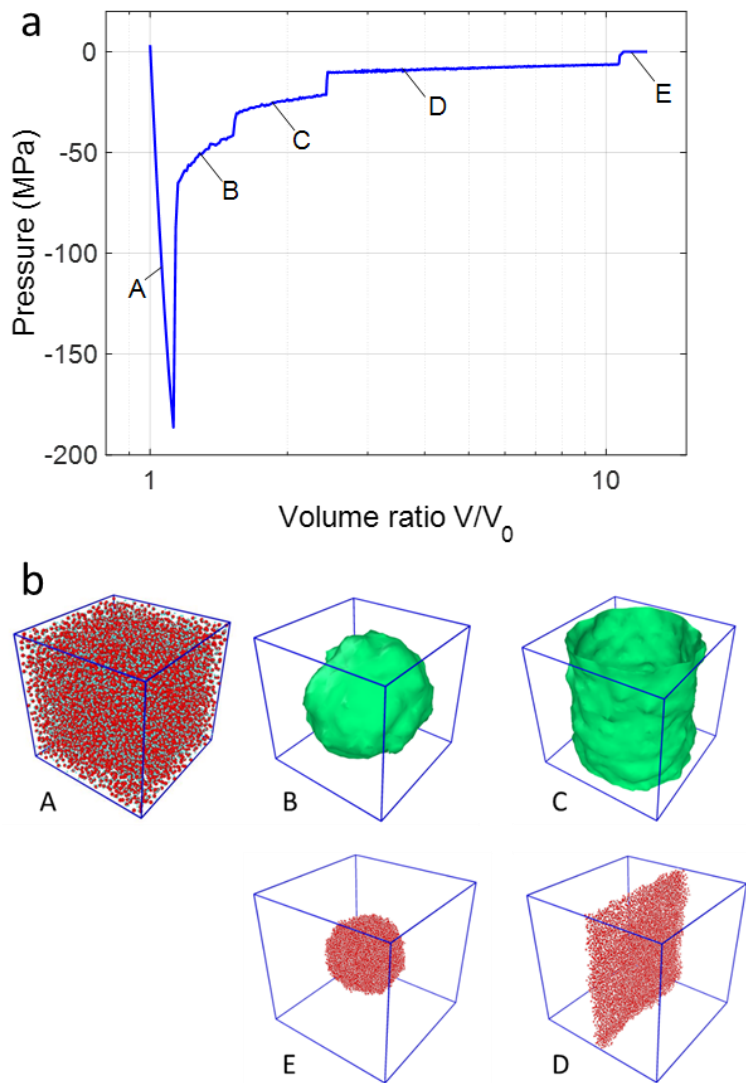 a
0
-50
-100
-150
-200
Pressure (MPa)
A
B
C
D
E
1
10
Volume ratio V/V₀
b
A
B
C
E
D